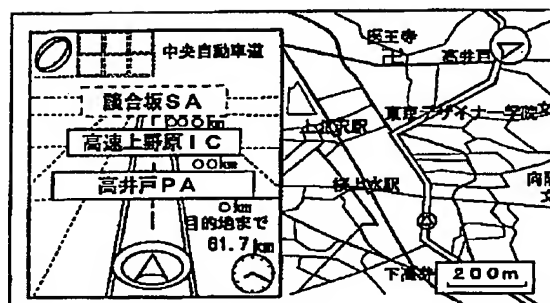 中央自動車道
談合坂SA
000km
高速上野原IC
00km
高井戸PA
0km
目的地まで
61.7km
医王寺
高井戸
東京デザイナー学院
上北沢駅
桜上水駅
下高井
200m